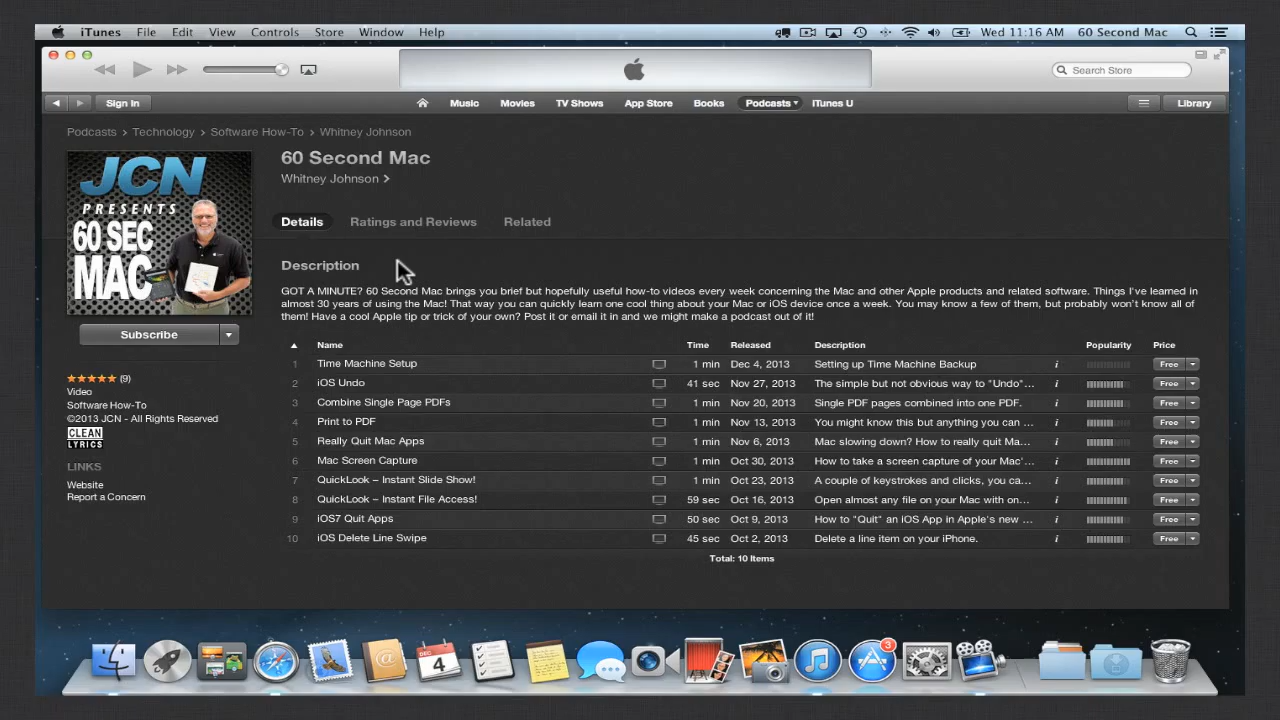 iTunes File Edit View Controls Store Window Help Wed 11:16 AM 60 Second Mac
Search Store
Sign In Music Movies TV Shows App Store Books Podcasts iTunes U Library
Podcasts > Technology > Software How-To > Whitney Johnson
JCN
PRESENTS
60 SEC
MAC
60 Second Mac
Whitney Johnson >
Details Ratings and Reviews Related
Description
GOT A MINUTE? 60 Second Mac brings you brief but hopefully useful how-to videos every week concerning the Mac and other Apple products and related software. Things I've learned in
almost 30 years of using the Mac! That way you can quickly learn one cool thing about your Mac or iOS device once a week. You may know a few of them, but probably won't know all of
them! Have a cool Apple tip or trick of your own? Post it or email it in and we might make a podcast out of it!
Subscribe
(9)
Video
Software How-To
©2013 JCN - All Rights Reserved
CLEAN
LYRICS
LINKS
Website
Report a Concern
Name Time Released Description Popularity Price
1 Time Machine Setup 1 min Dec 4, 2013 Setting up Time Machine Backup i Free
2 iOS Undo 41 sec Nov 27, 2013 The simple but not obvious way to "Undo"... i Free
3 Combine Single Page PDFs 1 min Nov 20, 2013 Single PDF pages combined into one PDF. i Free
4 Print to PDF 1 min Nov 13, 2013 You might know this but anything you can ... i Free
5 Really Quit Mac Apps 1 min Nov 6, 2013 Mac slowing down? How to really quit Ma... i Free
6 Mac Screen Capture 1 min Oct 30, 2013 How to take a screen capture of your Mac'... i Free
7 QuickLook – Instant Slide Show! 1 min Oct 23, 2013 A couple of keystrokes and clicks, you ca... i Free
8 QuickLook – Instant File Access! 59 sec Oct 16, 2013 Open almost any file on your Mac with on... i Free
9 iOS7 Quit Apps 50 sec Oct 9, 2013 How to "Quit" an iOS App in Apple's new ... i Free
10 iOS Delete Line Swipe 45 sec Oct 2, 2013 Delete a line item on your iPhone. i Free
Total: 10 Items
4
3